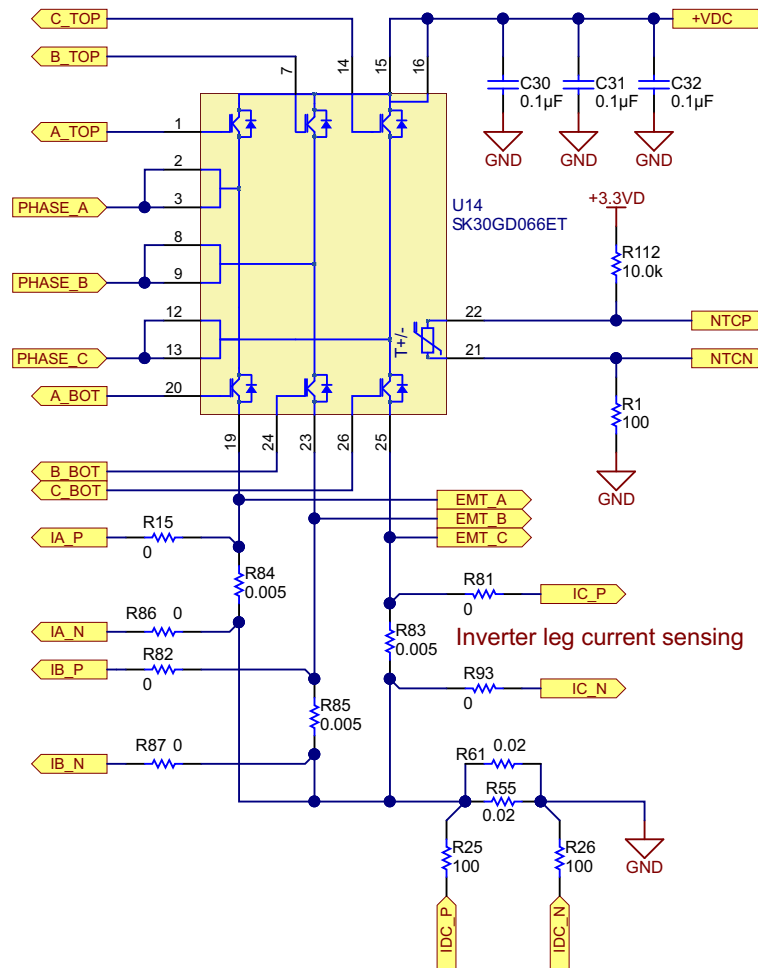 C_TOP
+VDC
B_TOP
7
14
15
16
C30
0.1µF
C31
0.1µF
C32
0.1µF
GND
GND
GND
A_TOP
1
2
3
PHASE_A
U14
SK30GD066ET
+3.3VD
R112
10.0k
8
9
PHASE_B
12
13
PHASE_C
T+/-
22
NTCP
21
NTCN
A_BOT
20
R1
100
GND
19
24
23
26
25
B_BOT
C_BOT
EMT_A
EMT_B
EMT_C
IA_P
R15
0
R84
0.005
R81
0
IC_P
IA_N
R86 0
R83
0.005
Inverter leg current sensing
IB_P
R82
0
R93
0
IC_N
R85
0.005
IB_N
R87 0
R61
0.02
R55
0.02
R25
100
R26
100
GND
IDC_P
IDC_N